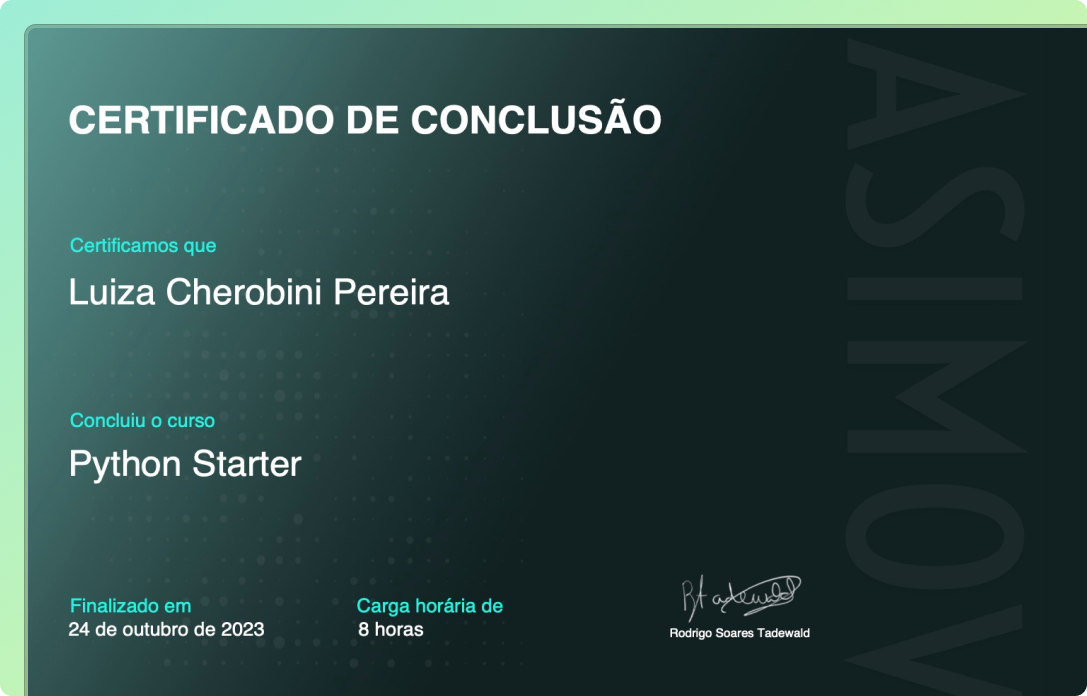 CERTIFICADO DE CONCLUSÃO
Certificamos que
Luiza Cherobini Pereira
Concluiu o curso
Python Starter
Finalizado em
24 de outubro de 2023
Carga horária de
8 horas
Rodrigo Soares Tadewald
ASIMOV